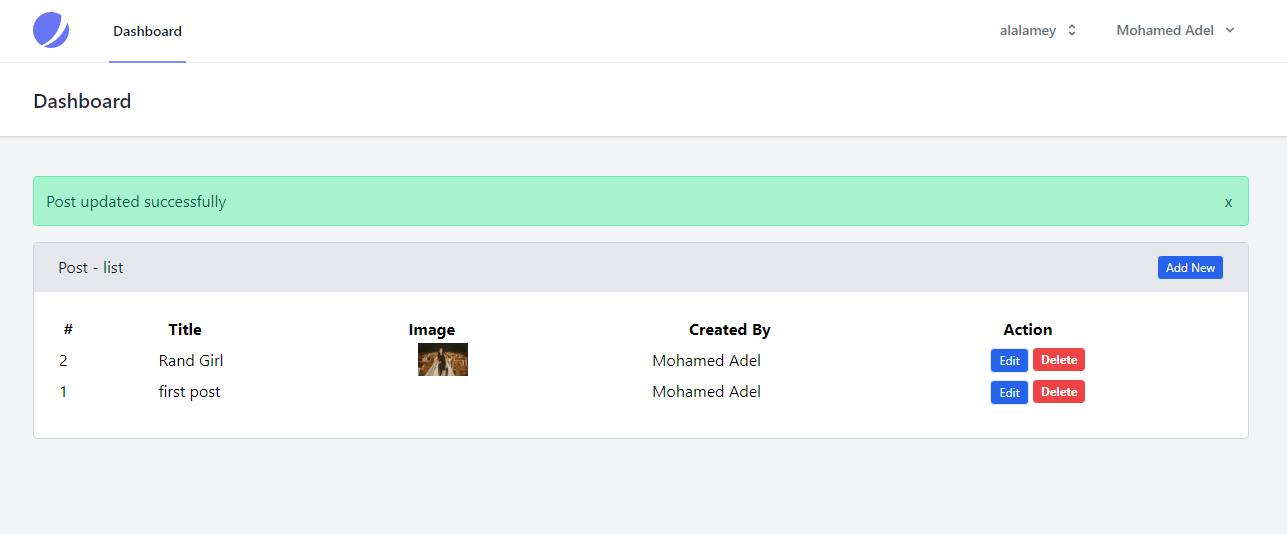 Dashboard alalamey Mohamed Adel
Dashboard
Post updated successfully x
Post - list Add New
# Title Image Created By Action
2 Rand Girl Mohamed Adel Edit Delete
1 first post Mohamed Adel Edit Delete